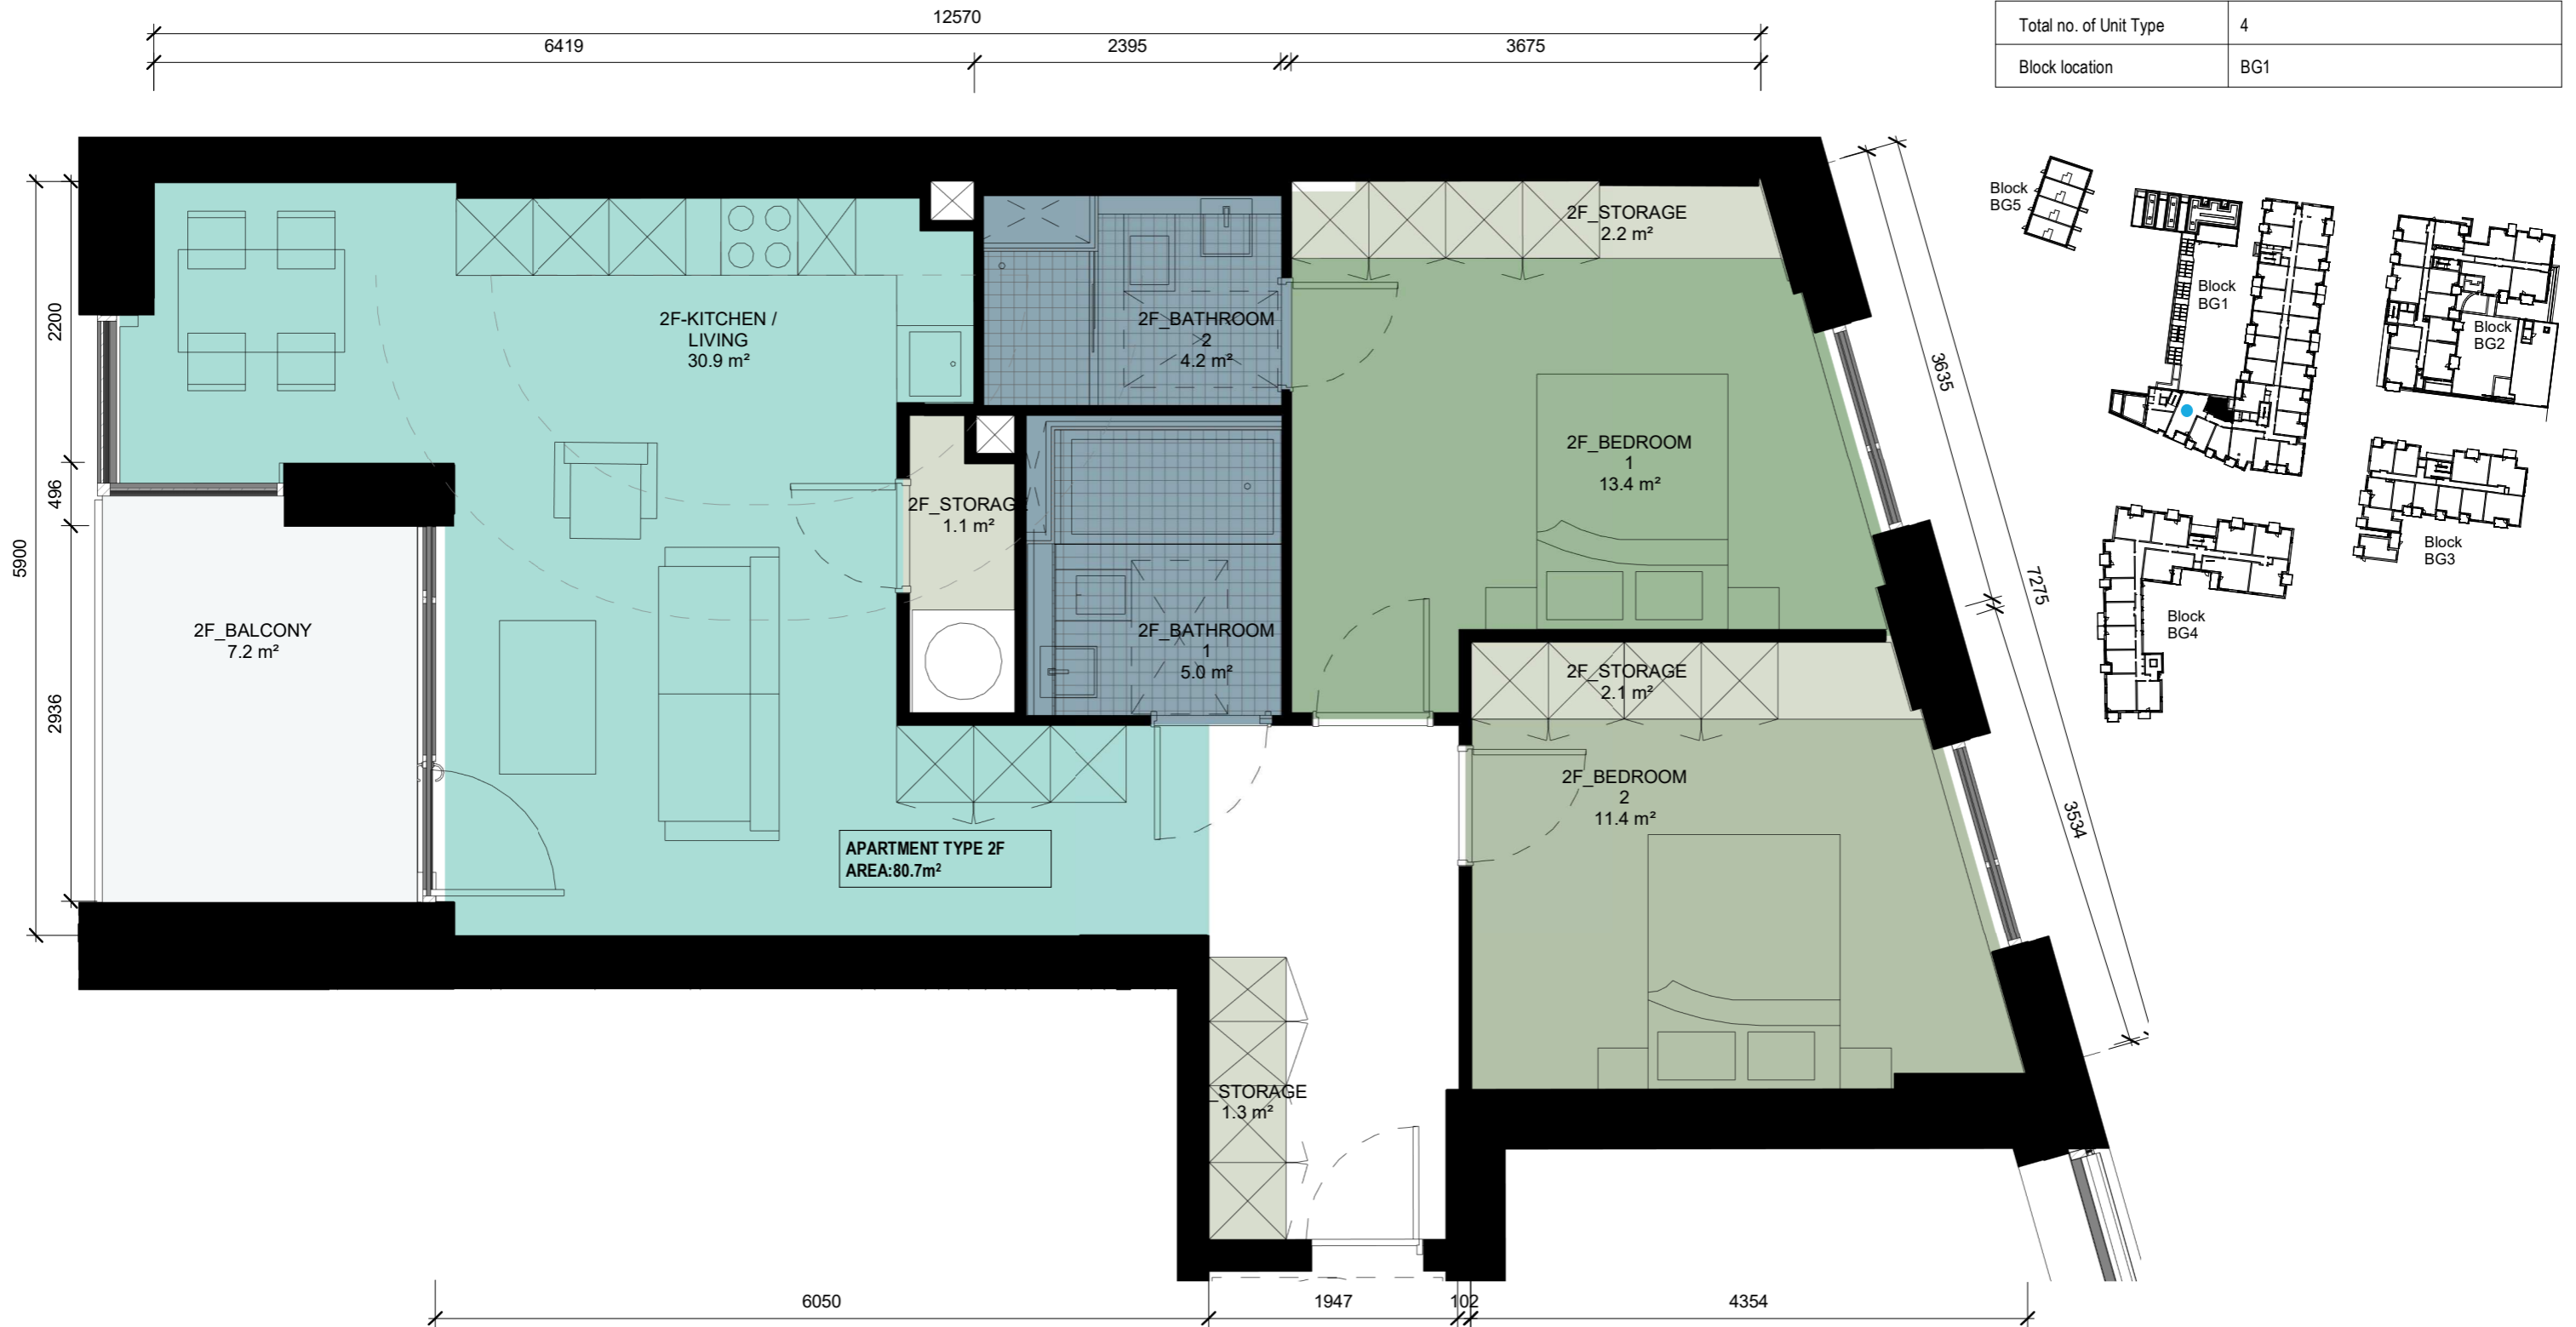 12570
6419
2395
3675
Total no. of Unit Type 4
Block location BG1
Block
BG5
Block
BG1
Block
BG2
Block
BG3
Block
BG4
2200
496
5900
2936
3635
7275
3534
2F-KITCHEN /
LIVING
30.9 m²
2F_BATHROOM
2
4.2 m²
2F_STORAGE
2.2 m²
2F_BEDROOM
1
13.4 m²
2F_STORAGE
1.1 m²
2F_BALCONY
7.2 m²
2F_BATHROOM
1
5.0 m²
2F_STORAGE
2.1 m²
2F_BEDROOM
2
11.4 m²
APARTMENT TYPE 2F
AREA:80.7m²
_STORAGE
1.3 m²
6050
1947
102
4354